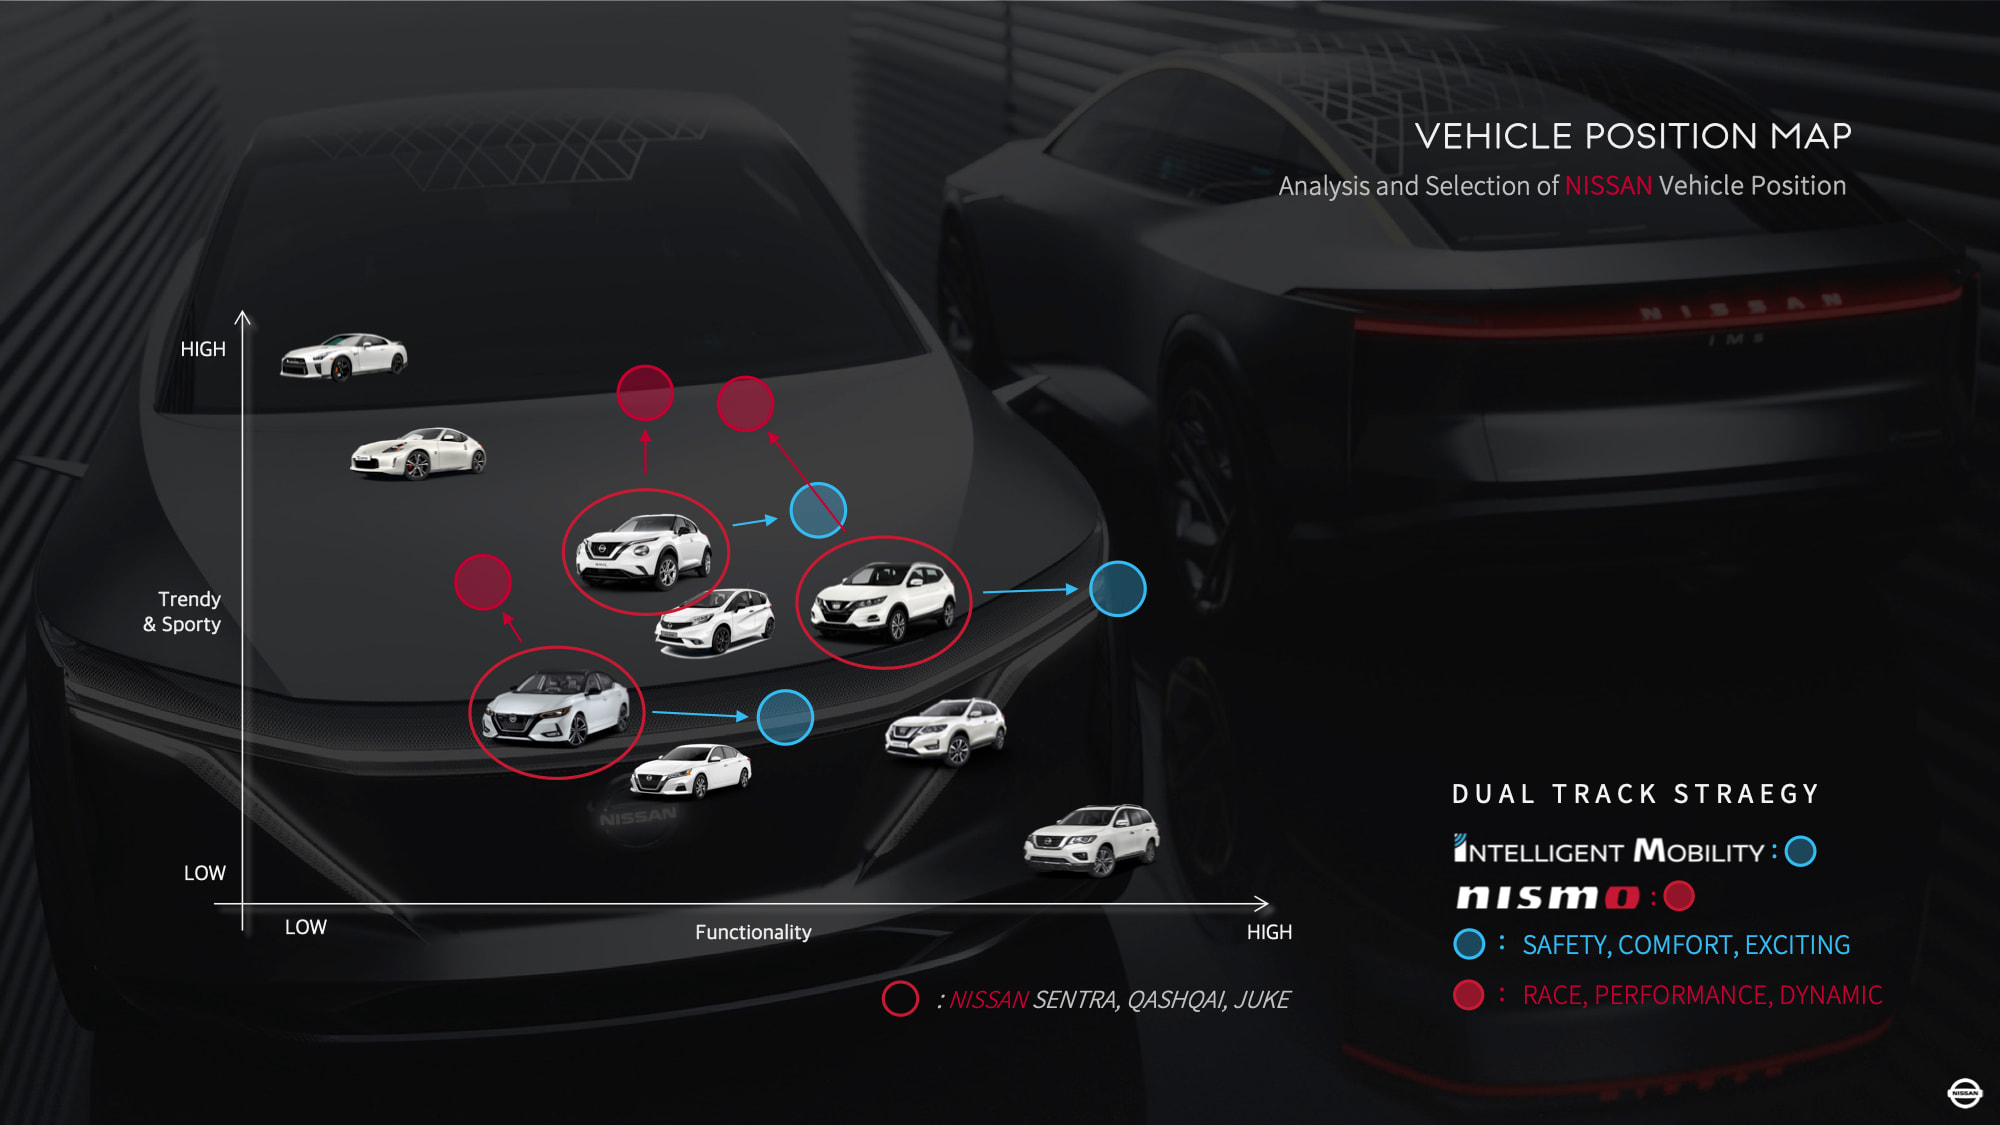 VEHICLE POSITION MAP
Analysis and Selection of NISSAN Vehicle Position
NISSAN
IMS
HIGH
Trendy
& Sporty
LOW
LOW
Functionality
HIGH
NISSAN
: NISSAN SENTRA, QASHQAI, JUKE
DUAL TRACK STRAEGY
INTELLIGENT MOBILITY :
nismo :
: SAFETY, COMFORT, EXCITING
: RACE, PERFORMANCE, DYNAMIC
NISSAN